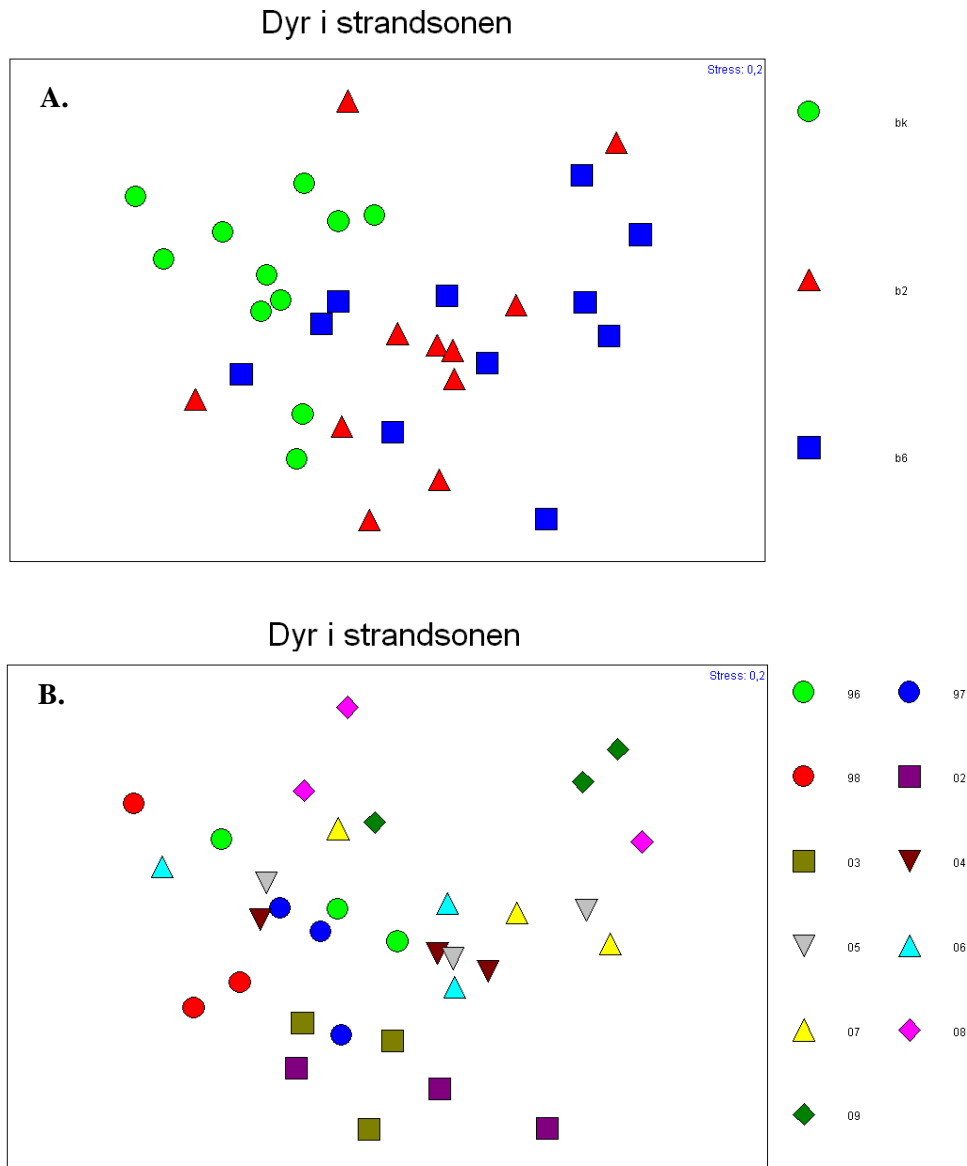 Dyr i strandsonen
A.
Stress: 0,2
bk
b2
b6
Dyr i strandsonen
B.
Stress: 0,2
96 97
98 02
03 04
05 06
07 08
09